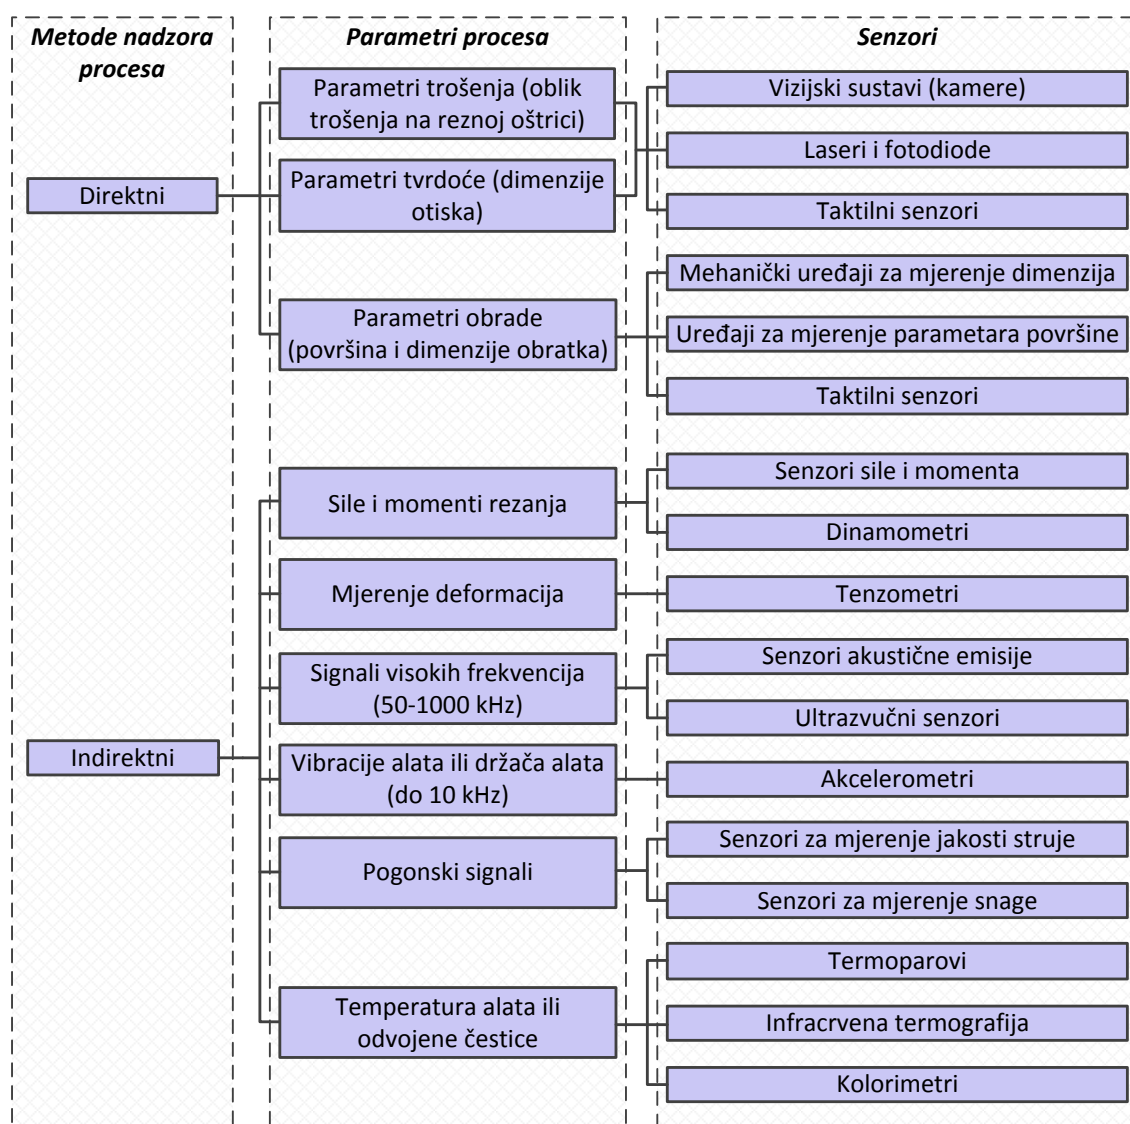 Metode nadzora
procesa
Parametri procesa
Senzori
Direktni
Parametri trošenja (oblik
trošenja na reznoj oštrici)
Parametri tvrdoće (dimenzije
otiska)
Vizijski sustavi (kamere)
Laseri i fotodiode
Taktilni senzori
Parametri obrade
(površina i dimenzije obratka)
Mehanički uređaji za mjerenje dimenzija
Uređaji za mjerenje parametara površine
Taktilni senzori
Indirektni
Sile i momenti rezanja
Senzori sile i momenta
Dinamometri
Mjerenje deformacija
Tenzometri
Signali visokih frekvencija
(50-1000 kHz)
Senzori akustične emisije
Ultrazvučni senzori
Vibracije alata ili držača alata
(do 10 kHz)
Akcelerometri
Pogonski signali
Senzori za mjerenje jakosti struje
Senzori za mjerenje snage
Temperatura alata ili
odvojene čestice
Termoparovi
Infracrvena termografija
Kolorimetri